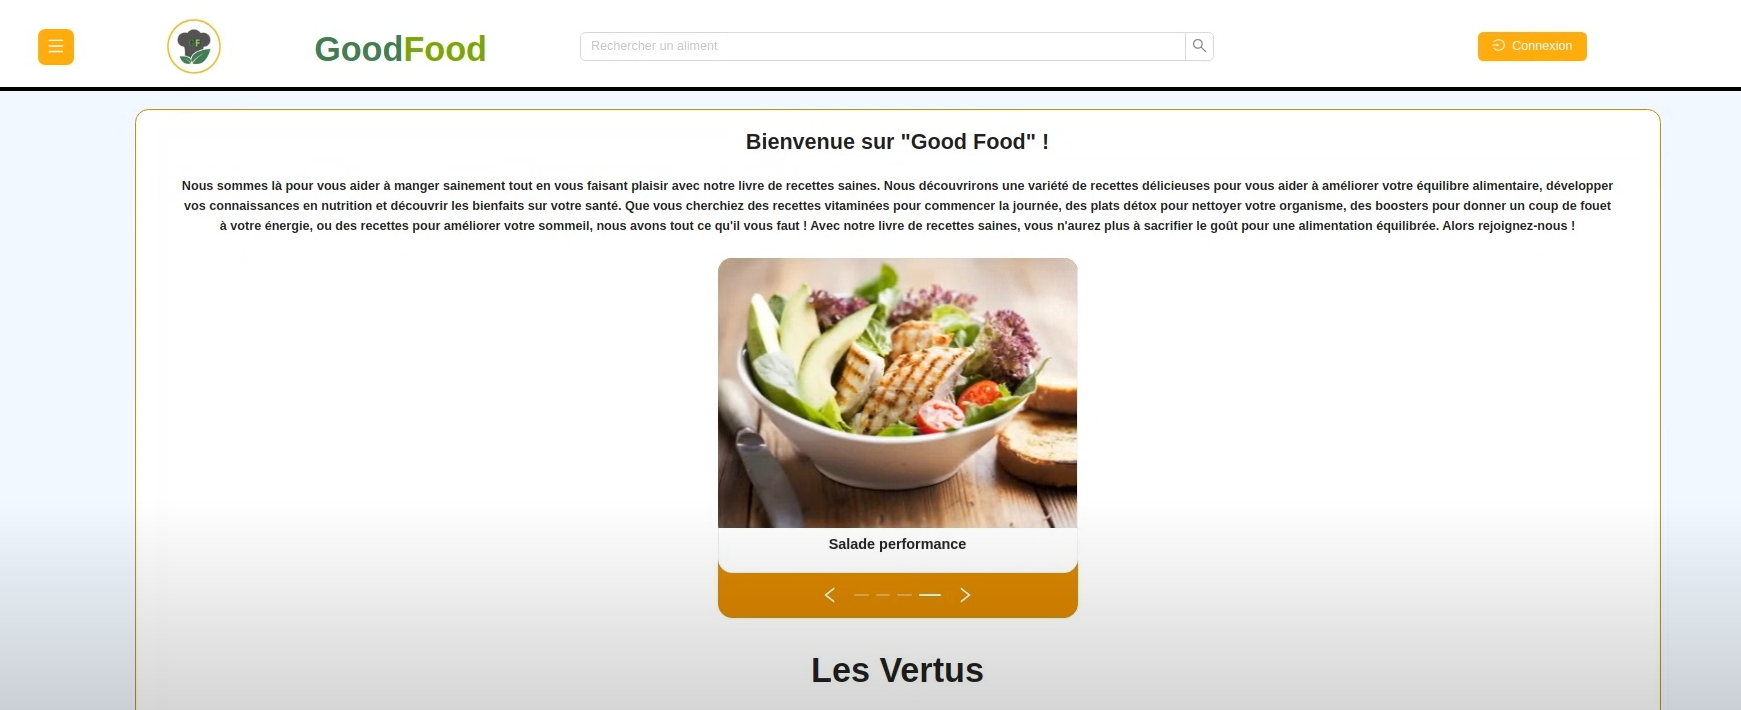 GoodFood
Rechercher un aliment
Connexion
Bienvenue sur "Good Food" !
Nous sommes là pour vous aider à manger sainement tout en vous faisant plaisir avec notre livre de recettes saines. Nous découvrirons une variété de recettes délicieuses pour vous aider à améliorer votre équilibre alimentaire, développer
vos connaissances en nutrition et découvrir les bienfaits sur votre santé. Que vous cherchiez des recettes vitaminées pour commencer la journée, des plats détox pour nettoyer votre organisme, des boosters pour donner un coup de fouet
à votre énergie, ou des recettes pour améliorer votre sommeil, nous avons tout ce qu'il vous faut ! Avec notre livre de recettes saines, vous n'aurez plus à sacrifier le goût pour une alimentation équilibrée. Alors rejoignez-nous !
Salade performance
Les Vertus